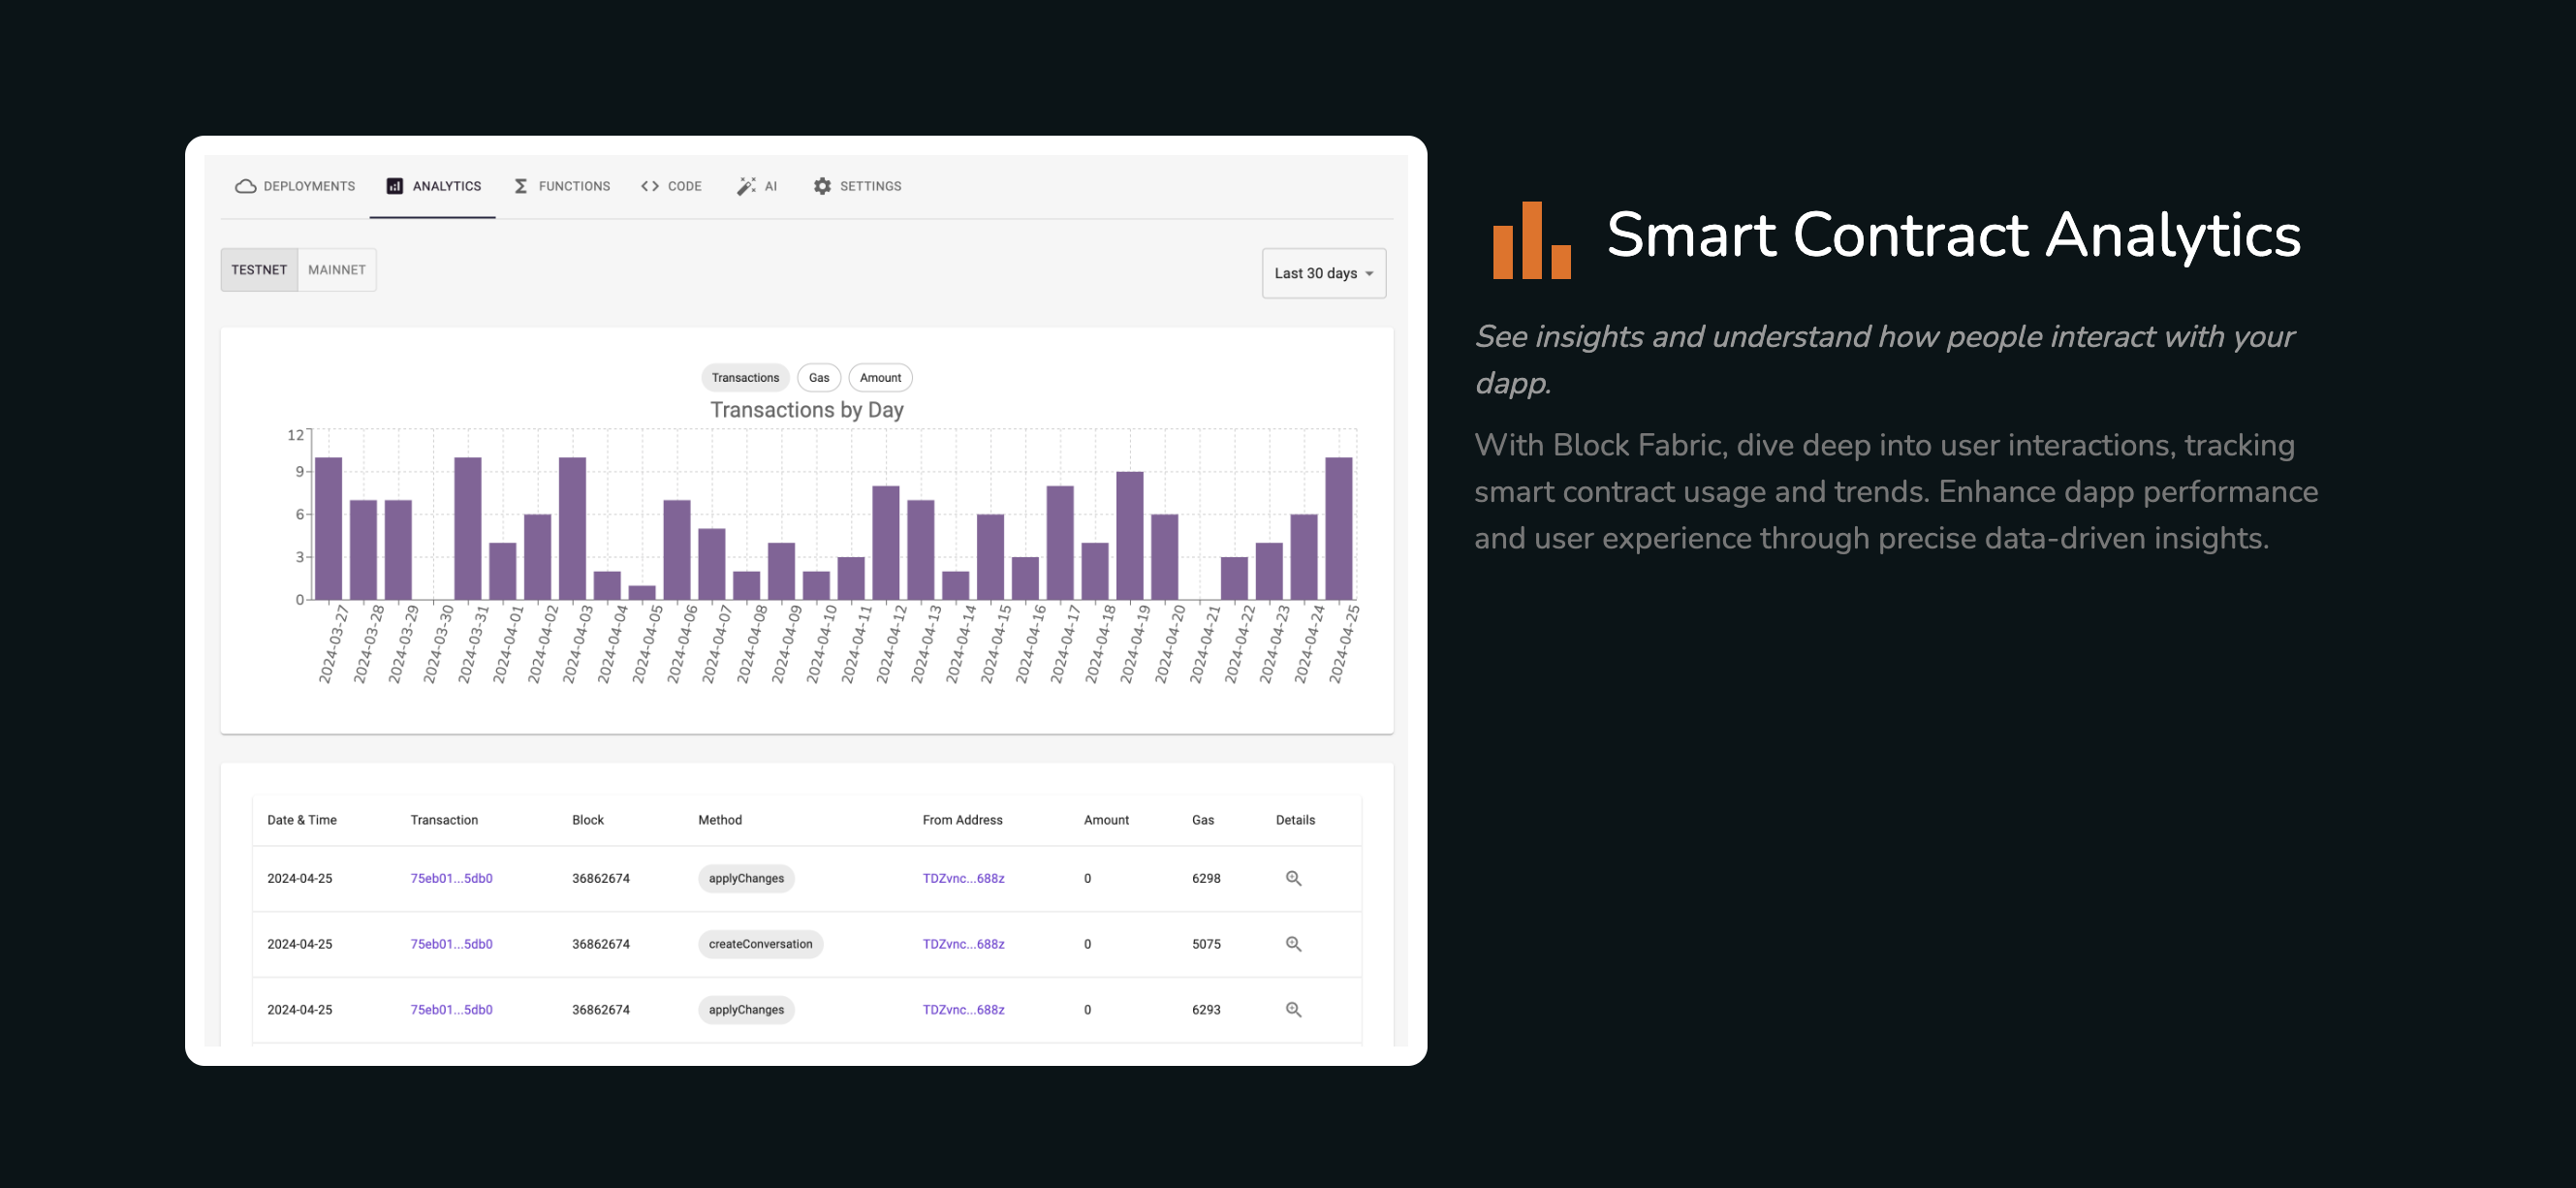 DEPLOYMENTS ANALYTICS FUNCTIONS CODE AI SETTINGS
TESTNET MAINNET
Last 30 days
Transactions Gas Amount
Transactions by Day
12
9
6
3
0
2024-03-27 2024-03-28 2024-03-29 2024-03-30 2024-03-31 2024-04-01 2024-04-02 2024-04-03 2024-04-04 2024-04-05 2024-04-06 2024-04-07 2024-04-08 2024-04-09 2024-04-10 2024-04-11 2024-04-12 2024-04-13 2024-04-14 2024-04-15 2024-04-16 2024-04-17 2024-04-18 2024-04-19 2024-04-20 2024-04-21 2024-04-22 2024-04-23 2024-04-24 2024-04-25
Date & Time Transaction Block Method From Address Amount Gas Details
2024-04-25 75eb01...5db0 36862674 applyChanges TDZvnc...688z 0 6298
2024-04-25 75eb01...5db0 36862674 createConversation TDZvnc...688z 0 5075
2024-04-25 75eb01...5db0 36862674 applyChanges TDZvnc...688z 0 6293
Smart Contract Analytics
See insights and understand how people interact with your
dapp.
With Block Fabric, dive deep into user interactions, tracking
smart contract usage and trends. Enhance dapp performance
and user experience through precise data-driven insights.